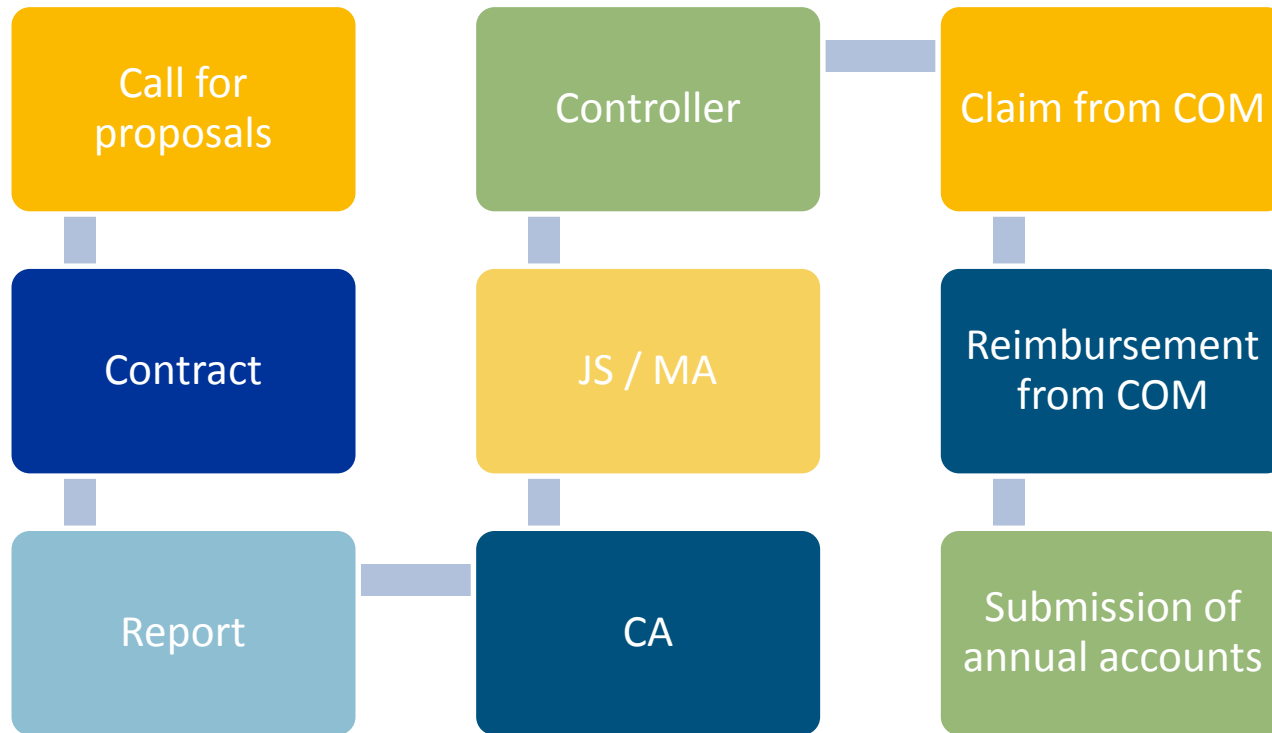 Call for
proposals
Contract
Report
CA
JS / MA
Controller
Claim from COM
Reimbursement
from COM
Submission of
annual accounts